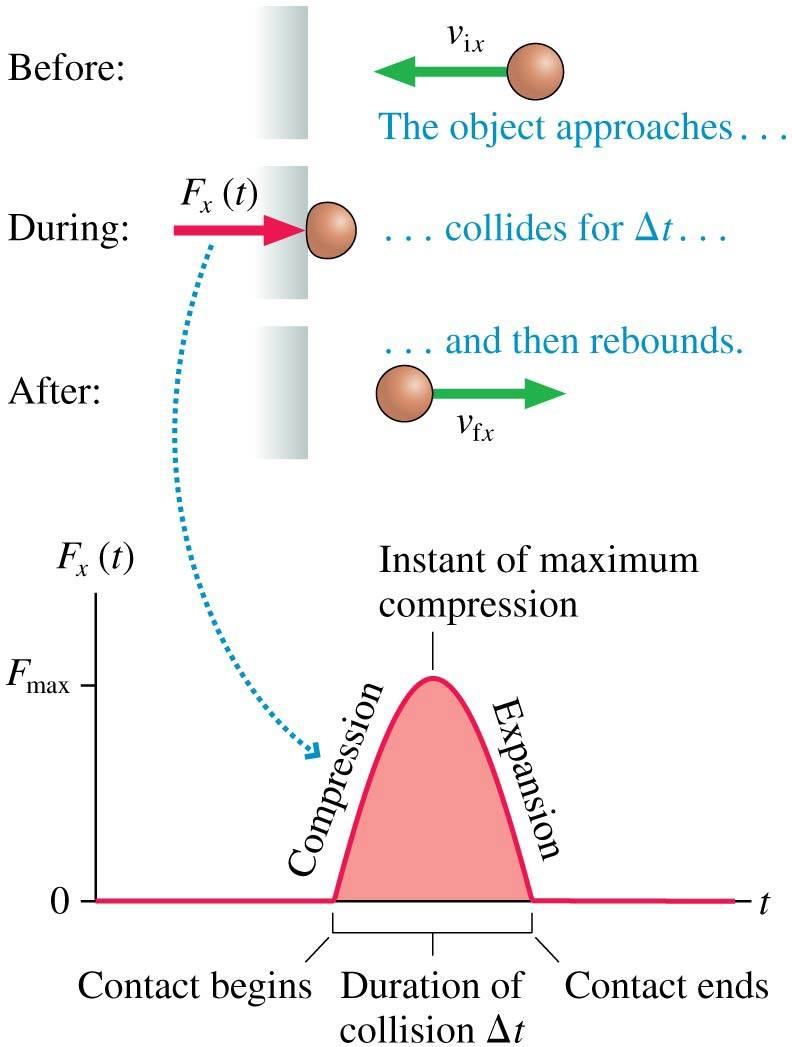 Before:
v_ix
The object approaches . . .
During:
F_x (t)
. . . collides for Δt . . .
After:
. . . and then rebounds.
v_fx
F_x (t)
Instant of maximum
compression
F_max
Compression
Expansion
0
t
Contact begins
Duration of
collision Δt
Contact ends